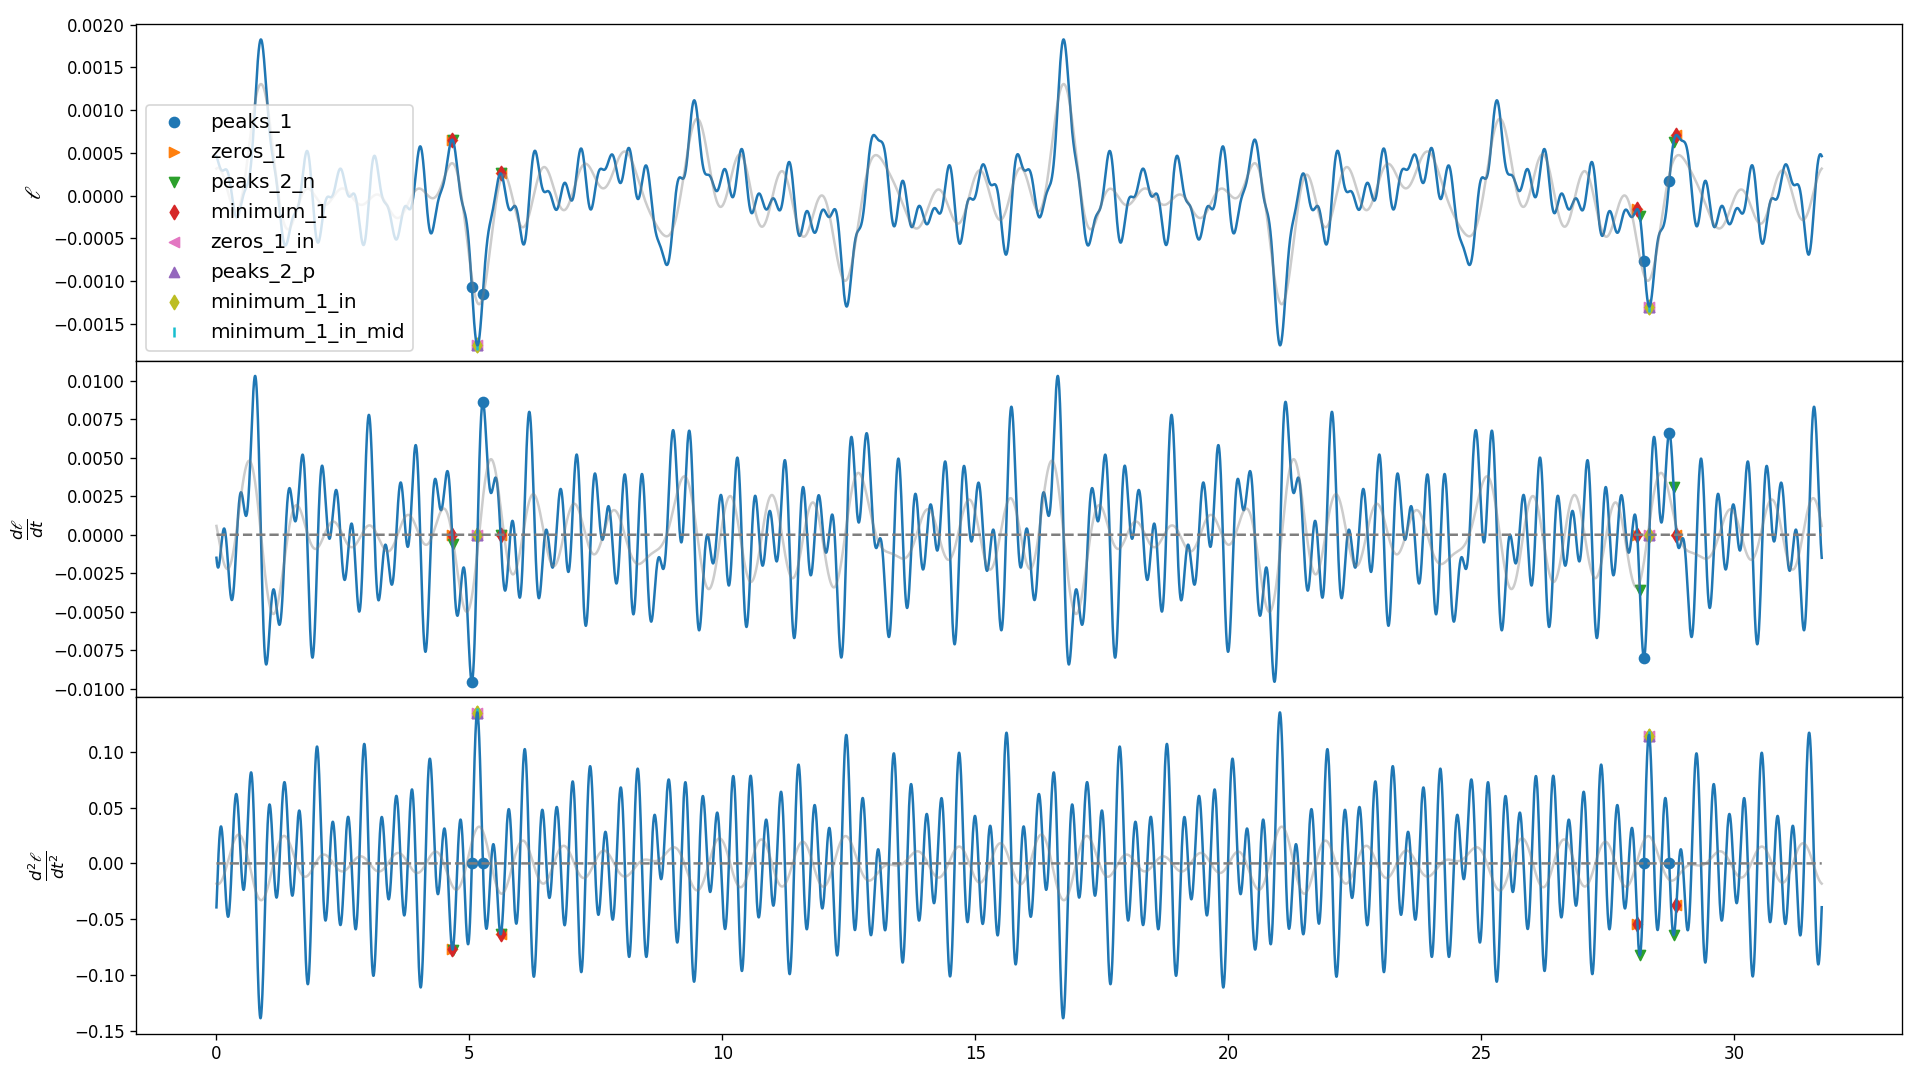 0.0020
0.0015
0.0010
0.0005
0.0000
−0.0005
−0.0010
−0.0015
ℓ
peaks_1
zeros_1
peaks_2_n
minimum_1
zeros_1_in
peaks_2_p
minimum_1_in
minimum_1_in_mid
0.0100
0.0075
0.0050
0.0025
0.0000
−0.0025
−0.0050
−0.0075
−0.0100
dℓ
dt
0.10
0.05
0.00
−0.05
−0.10
−0.15
d²ℓ
dt²
0 5 10 15 20 25 30